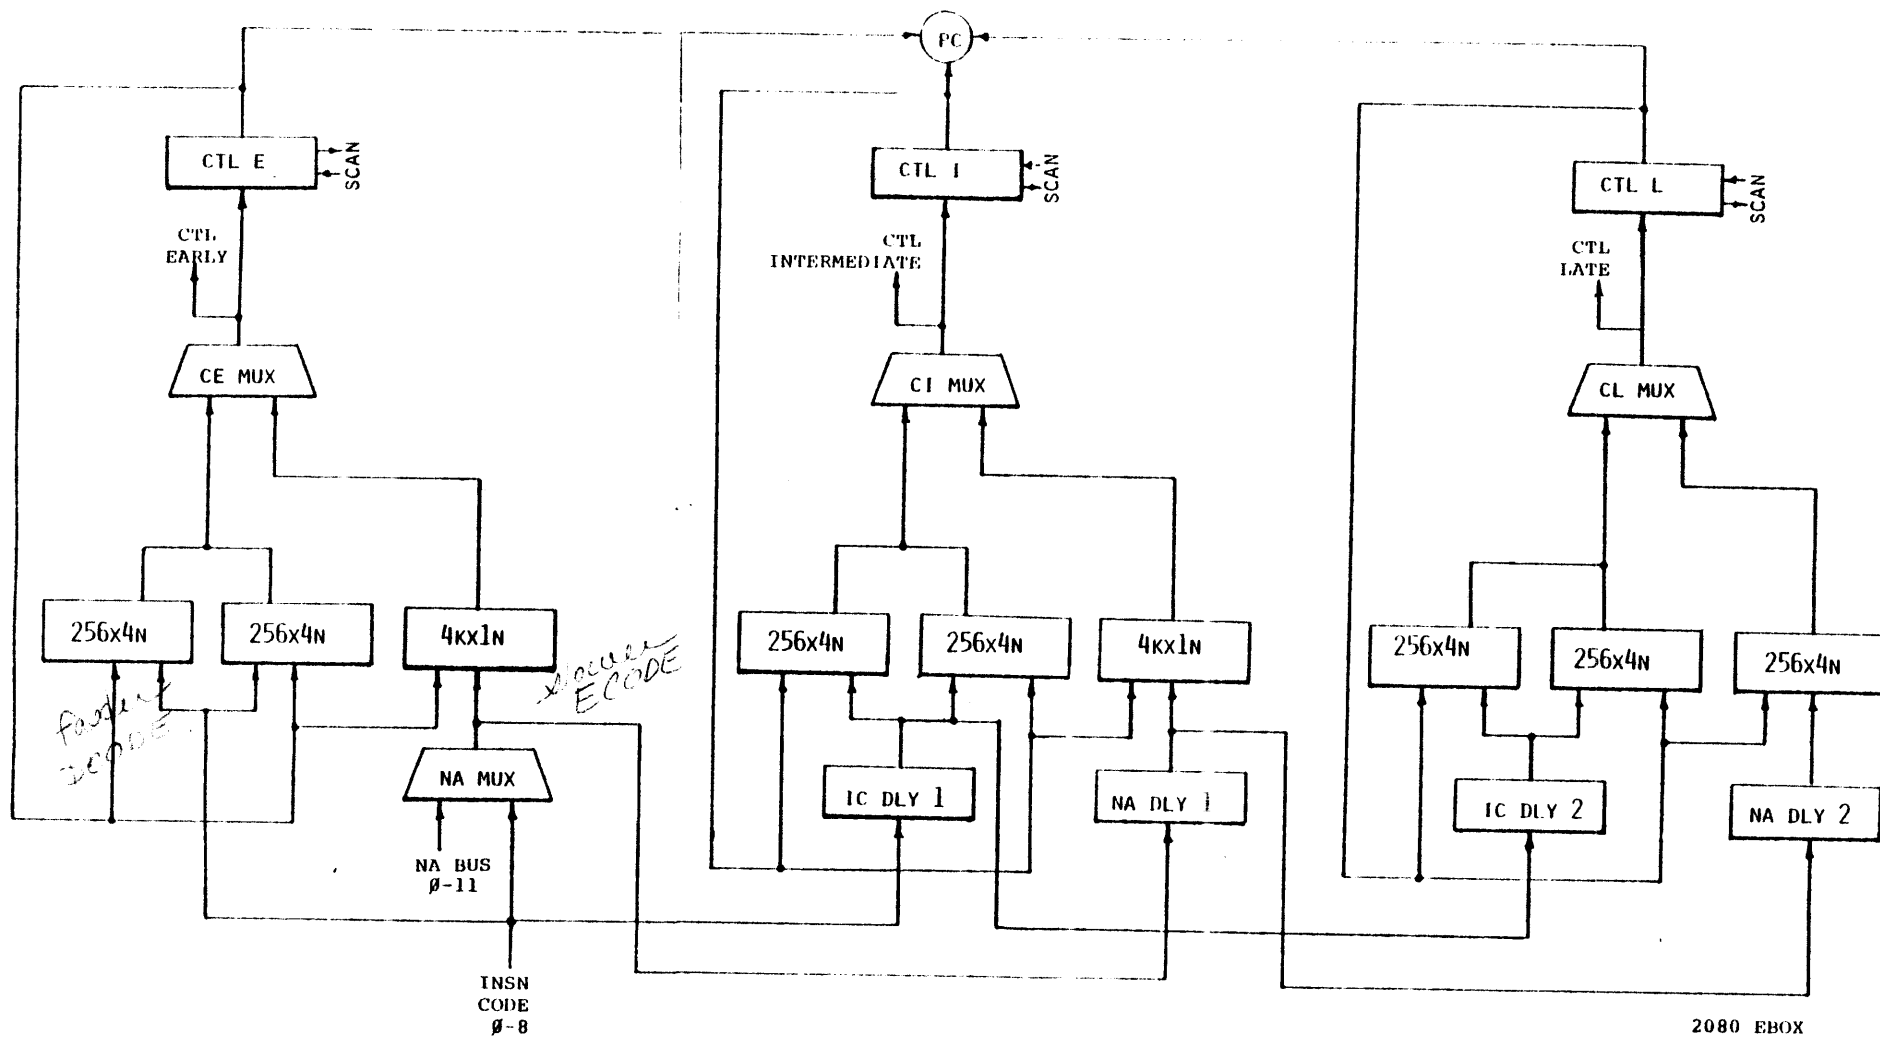 PC
CTL E
SCAN
CTL I
SCAN
CTL L
SCAN
CTL
EARLY
CTL
INTERMEDIATE
CTL
LATE
CE MUX
CI MUX
CL MUX
256x4N
256x4N
4Kx1N
256x4N
256x4N
4Kx1N
256x4N
256x4N
256x4N
faster
ECODE
slower
ECODE
NA MUX
IC DLY 1
NA DLY 1
IC DLY 2
NA DLY 2
NA BUS
Ø-11
INSN
CODE
Ø-8
2080 EBOX